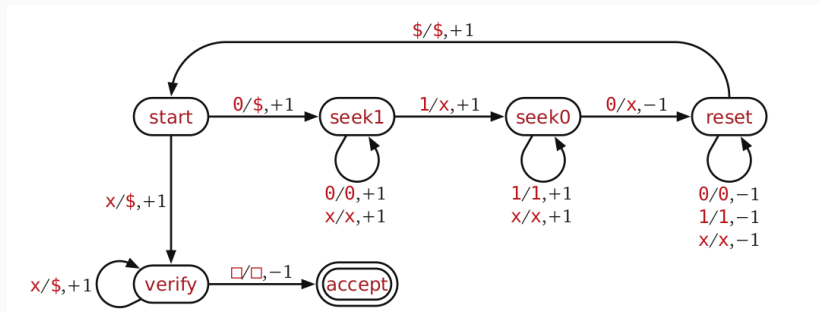 $/$,+1
start
0/$,+1
seek1
1/x,+1
seek0
0/x,−1
reset
0/0,+1
x/x,+1
1/1,+1
x/x,+1
0/0,−1
1/1,−1
x/x,−1
x/$,+1
x/$,+1
verify
□/□,−1
accept